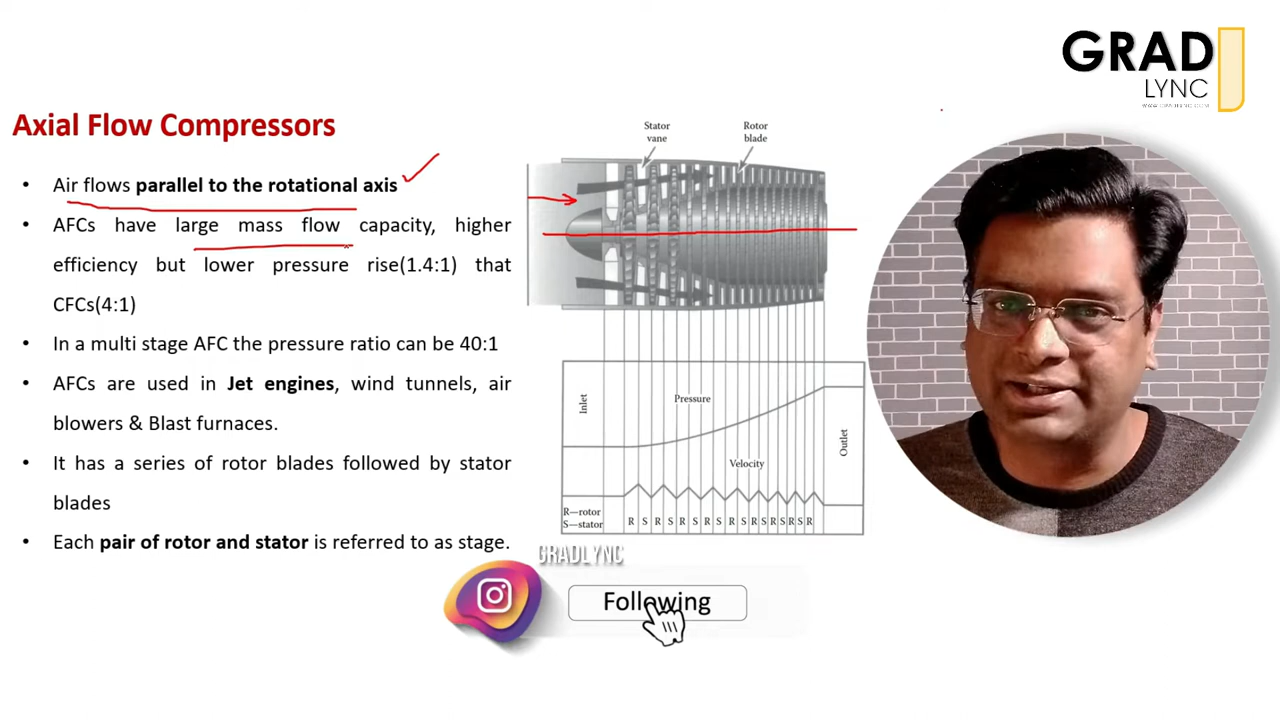 GRAD
LYNC
Axial Flow Compressors
• Air flows parallel to the rotational axis
• AFCs have large mass flow capacity, higher
efficiency but lower pressure rise(1.4:1) that
CFCs(4:1)
• In a multi stage AFC the pressure ratio can be 40:1
• AFCs are used in Jet engines, wind tunnels, air
blowers & Blast furnaces.
• It has a series of rotor blades followed by stator
blades
• Each pair of rotor and stator is referred to as stage.
Stator
vane
Rotor
blade
Inlet
Pressure
Velocity
Outlet
R—rotor
S—stator
R S R S R S R S R S R S R S R S R
GRADLYNC
Following